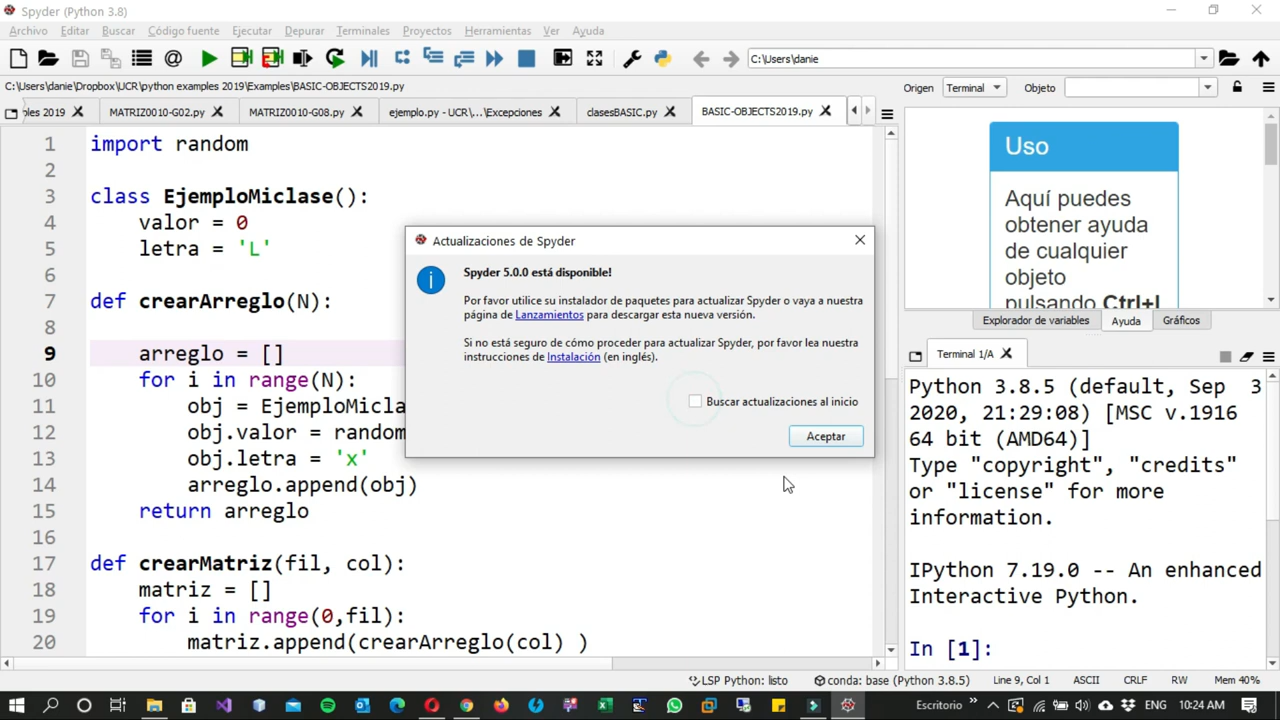 Spyder (Python 3.8)
Archivo Editar Buscar Código fuente Ejecutar Depurar Terminales Proyectos Herramientas Ver Ayuda
C:\Users\danie
C:\Users\danie\Dropbox\UCR\python examples 2019\Examples\BASIC-OBJECTS2019.py
ples 2019 MATRIZ0010-G02.py MATRIZ0010-G08.py ejemplo.py - UCR\...\Excepciones clasesBASIC.py BASIC-OBJECTS2019.py
1 import random
2
3 class EjemploMiclase():
4 valor = 0
5 letra = 'L'
6
7 def crearArreglo(N):
8
9 arreglo = []
10 for i in range(N):
11 obj = EjemploMicla
12 obj.valor = random
13 obj.letra = 'x'
14 arreglo.append(obj)
15 return arreglo
16
17 def crearMatriz(fil, col):
18 matriz = []
19 for i in range(0,fil):
20 matriz.append(crearArreglo(col) )
Actualizaciones de Spyder
Spyder 5.0.0 está disponible!
Por favor utilice su instalador de paquetes para actualizar Spyder o vaya a nuestra
página de Lanzamientos para descargar esta nueva versión.
Si no está seguro de cómo proceder para actualizar Spyder, por favor lea nuestra
instrucciones de Instalación (en inglés).
Buscar actualizaciones al inicio
Aceptar
Origen Terminal Objeto
Uso
Aquí puedes
obtener ayuda
de cualquier
objeto
pulsando Ctrl+I
Explorador de variables Ayuda Gráficos
Terminal 1/A
Python 3.8.5 (default, Sep 3
2020, 21:29:08) [MSC v.1916
64 bit (AMD64)]
Type "copyright", "credits"
or "license" for more
information.
IPython 7.19.0 -- An enhanced
Interactive Python.
In [1]:
LSP Python: listo conda: base (Python 3.8.5) Line 9, Col 1 ASCII CRLF RW Mem 40%
Escritorio ENG 10:24 AM